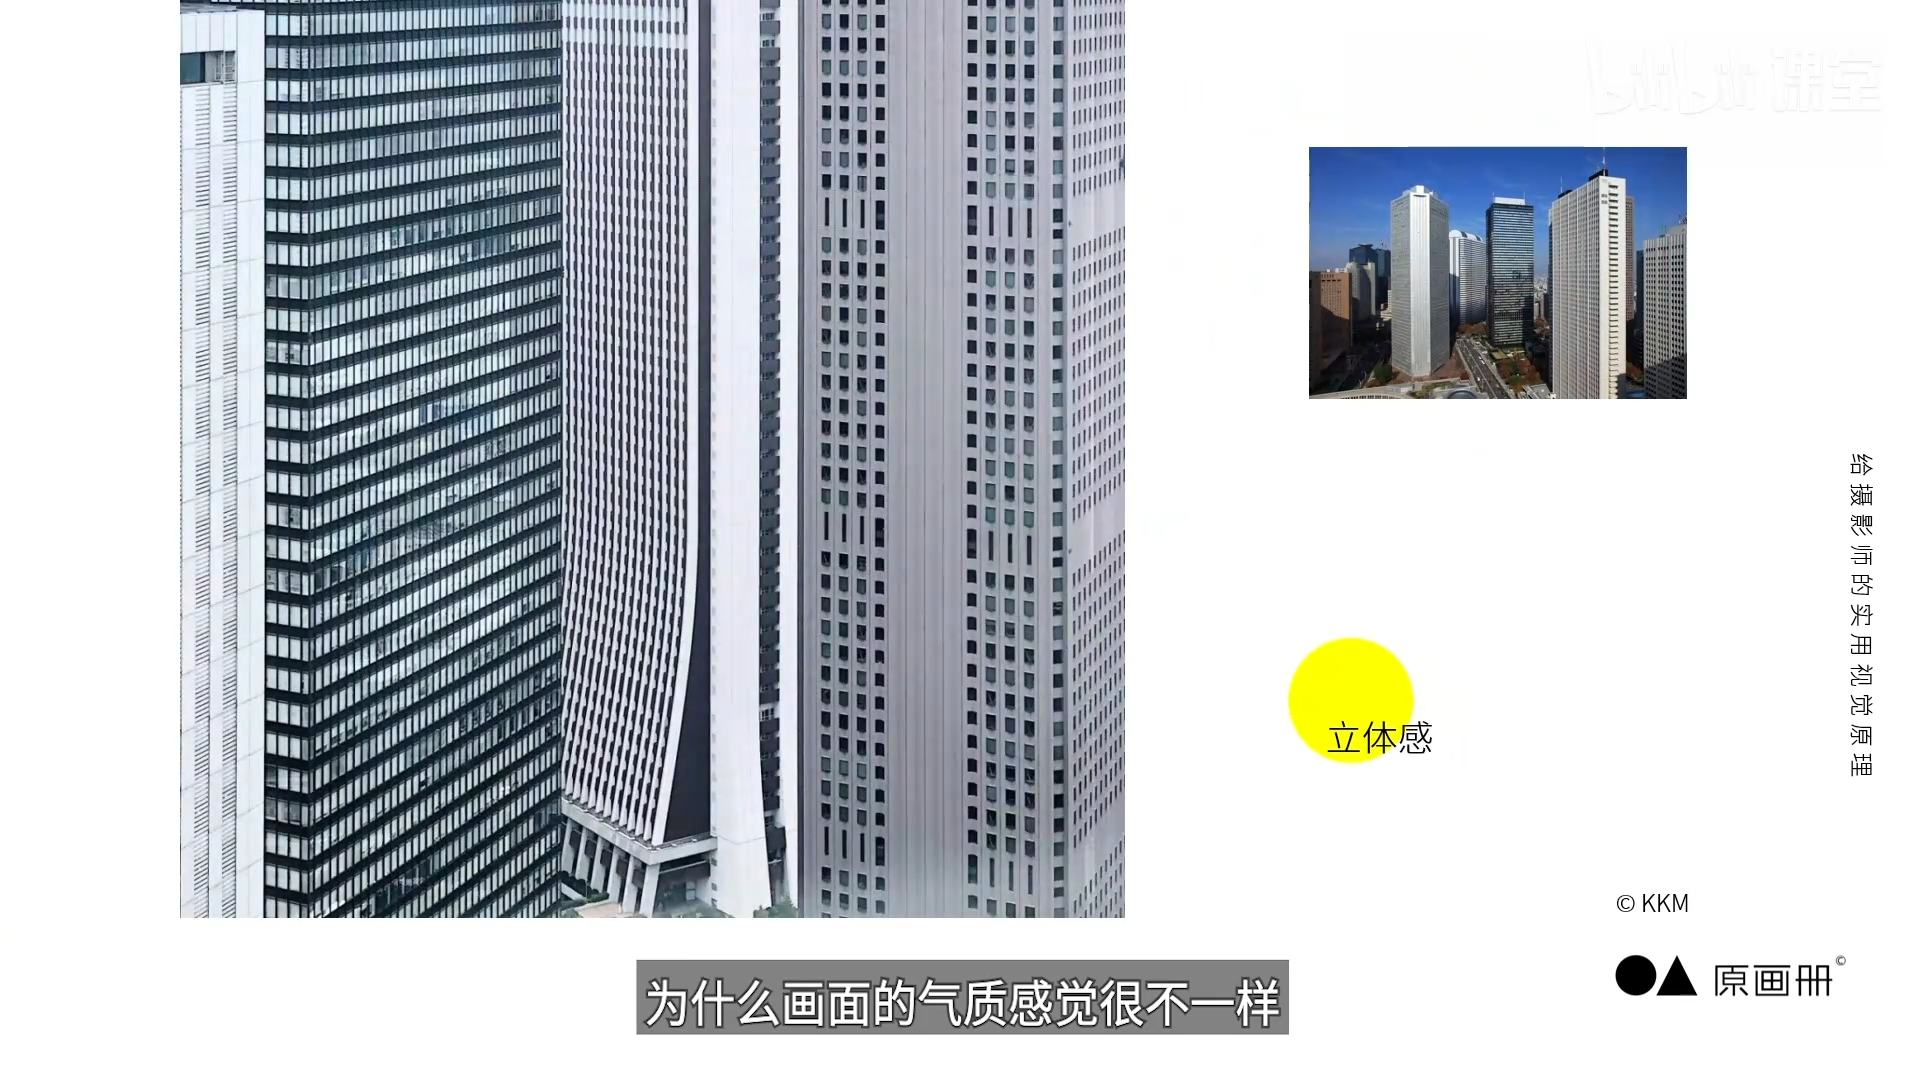 bilibili 课堂
给摄影师的实用视觉原理
立体感
© KKM
原画册©
为什么画面的气质感觉很不一样